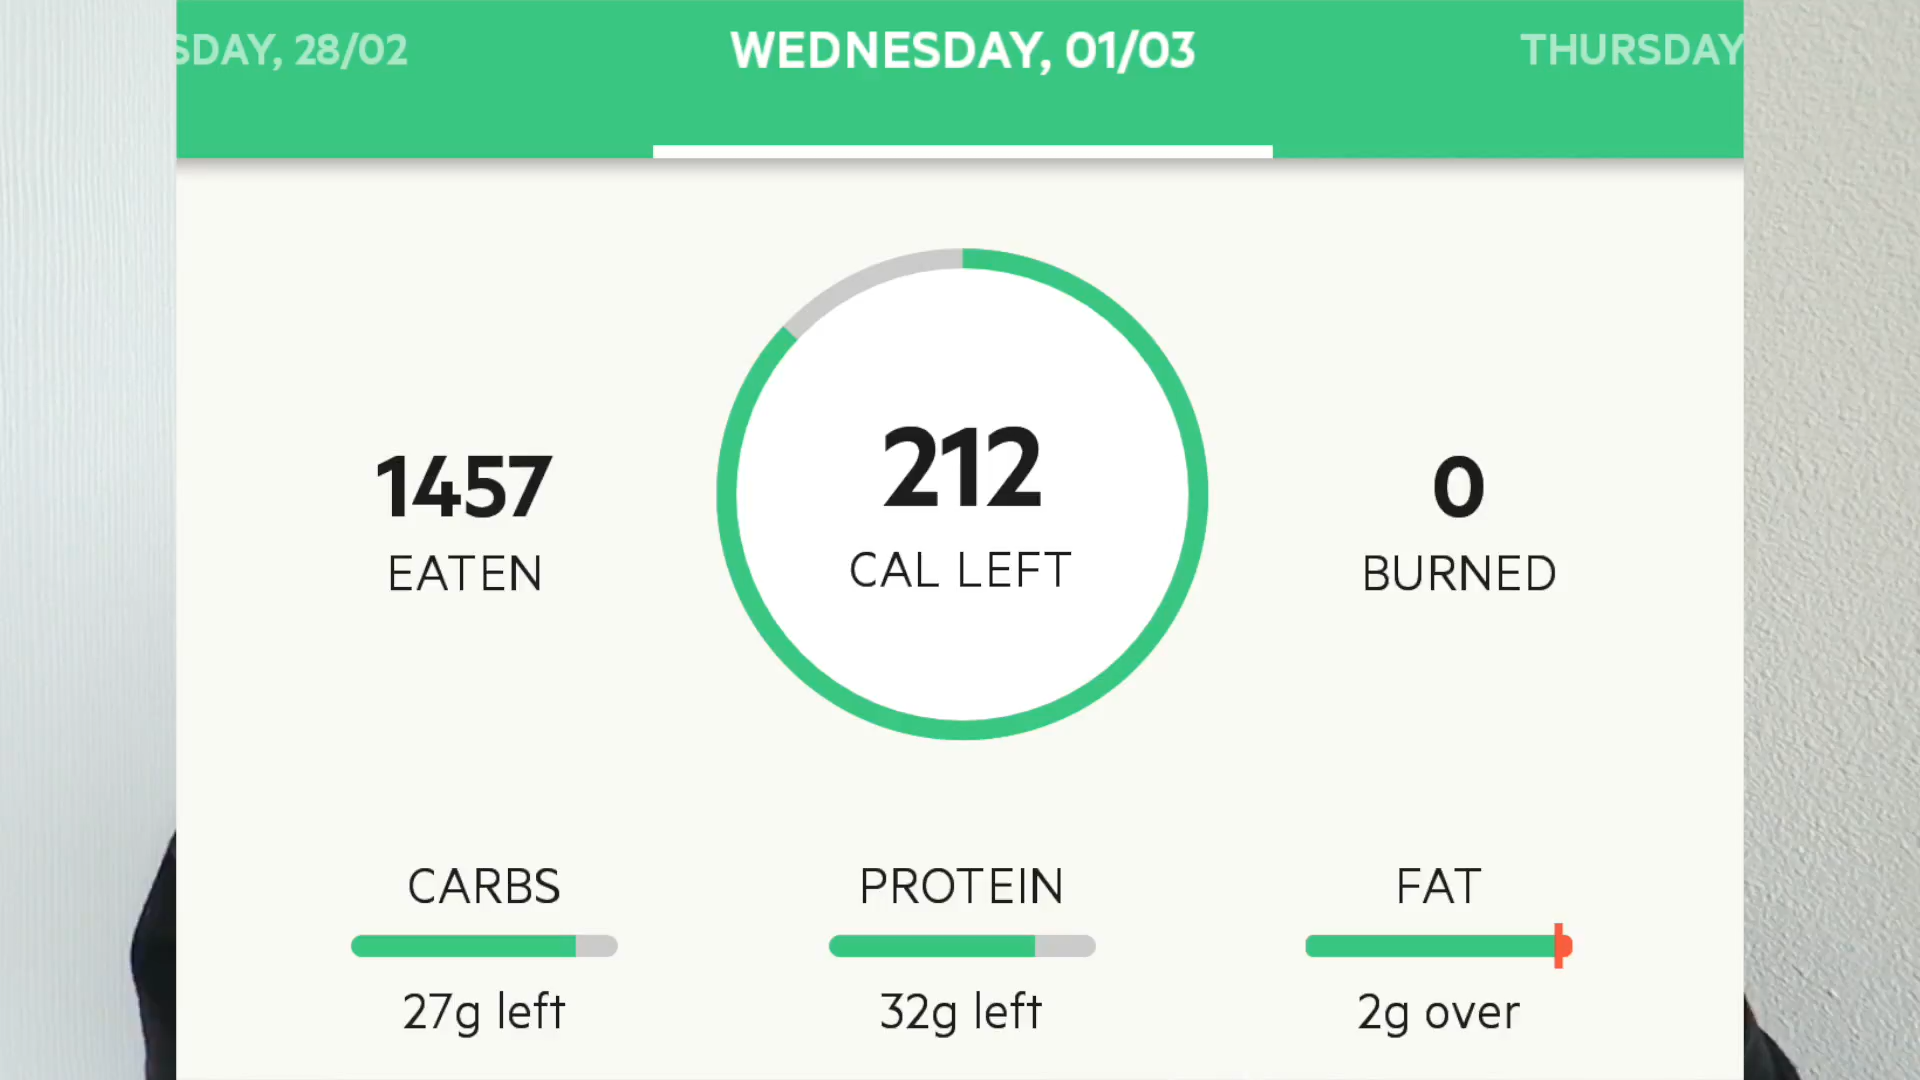 SDAY, 28/02
WEDNESDAY, 01/03
THURSDAY
1457
EATEN
212
CAL LEFT
0
BURNED
CARBS
PROTEIN
FAT
27g left
32g left
2g over